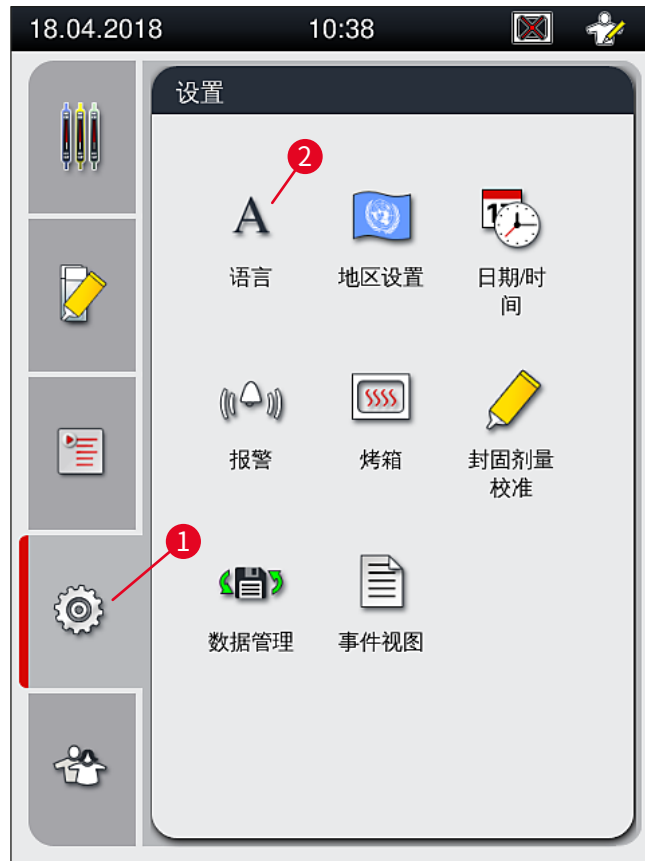 18.04.2018 10:38
设置
2
语言 地区设置 日期/时
间
报警 烤箱 封固剂量
校准
1
数据管理 事件视图